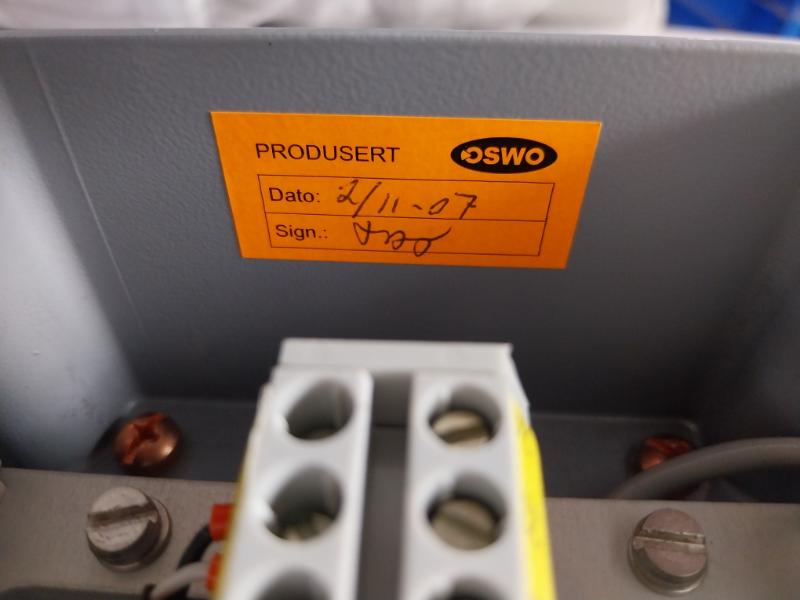 PRODUSERT OSWO
Dato: 2/11-07
Sign.: